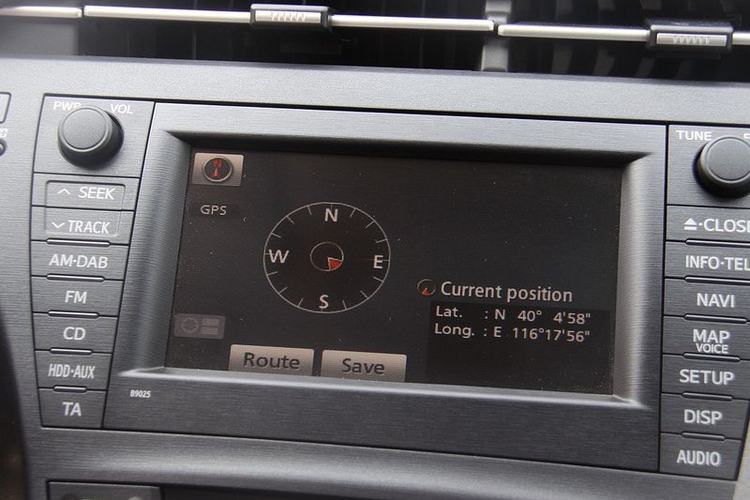 PWR VOL
TUNE
SEEK
TRACK
AM·DAB
FM
CD
HDD·AUX
TA
GPS
N
W E
S
Current position
Lat. : N 40° 4'58"
Long. : E 116°17'56"
Route Save
B9025
INFO·TEL
NAVI
MAP
VOICE
SETUP
DISP
AUDIO